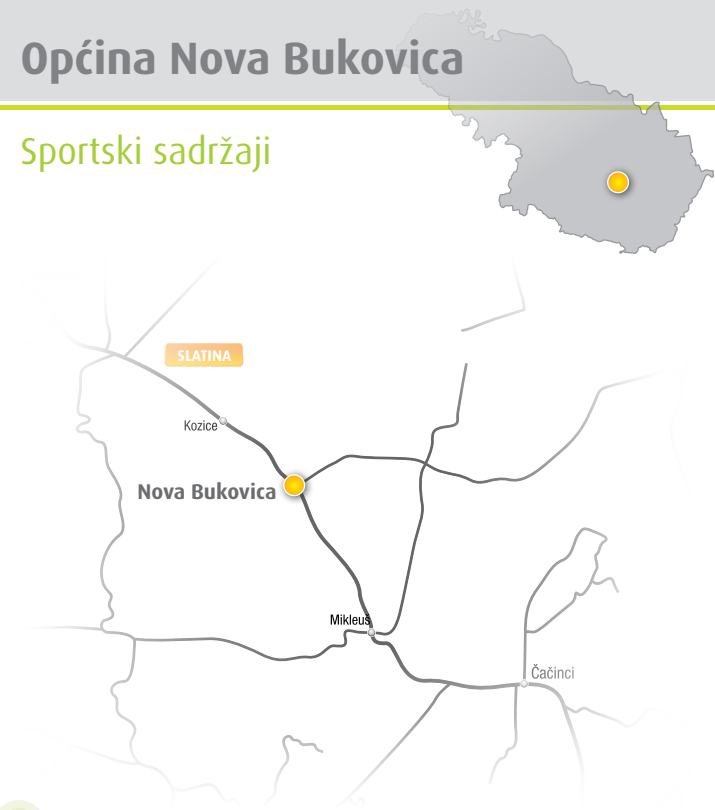 Općina Nova Bukovica
Sportski sadržaji
SLATINA
Kozice
Nova Bukovica
Mikleuš
Čačinci